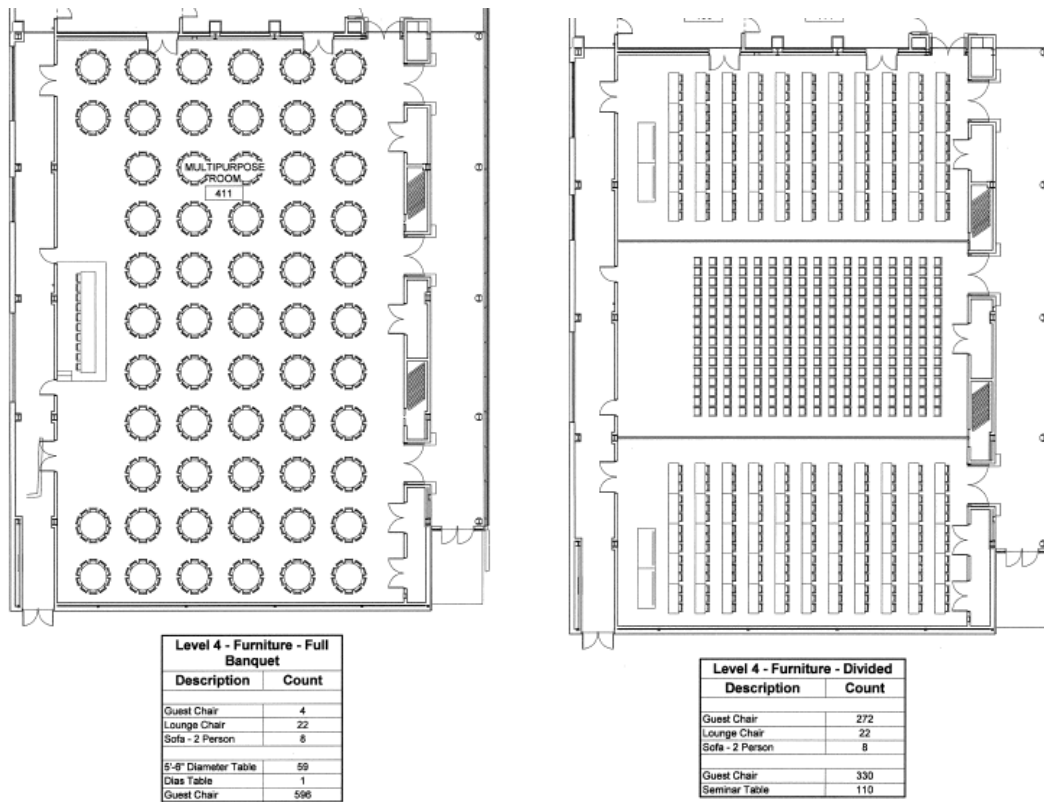 MULTIPURPOSE
ROOM
411
Level 4 - Furniture - Full
Banquet
Description Count
Guest Chair 4
Lounge Chair 22
Sofa - 2 Person 8
5'-6" Diameter Table 59
Dias Table 1
Guest Chair 596
Level 4 - Furniture - Divided
Description Count
Guest Chair 272
Lounge Chair 22
Sofa - 2 Person 8
Guest Chair 330
Seminar Table 110